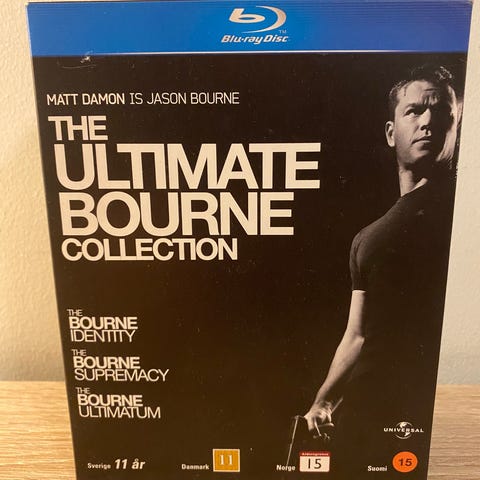 Blu-ray Disc™
MATT DAMON IS JASON BOURNE
THE
ULTIMATE
BOURNE
COLLECTION
THE
BOURNE
IDENTITY
THE
BOURNE
SUPREMACY
THE
BOURNE
ULTIMATUM
UNIVERSAL
Sverige 11 år
Danmark 11
Norge 15
Suomi 15